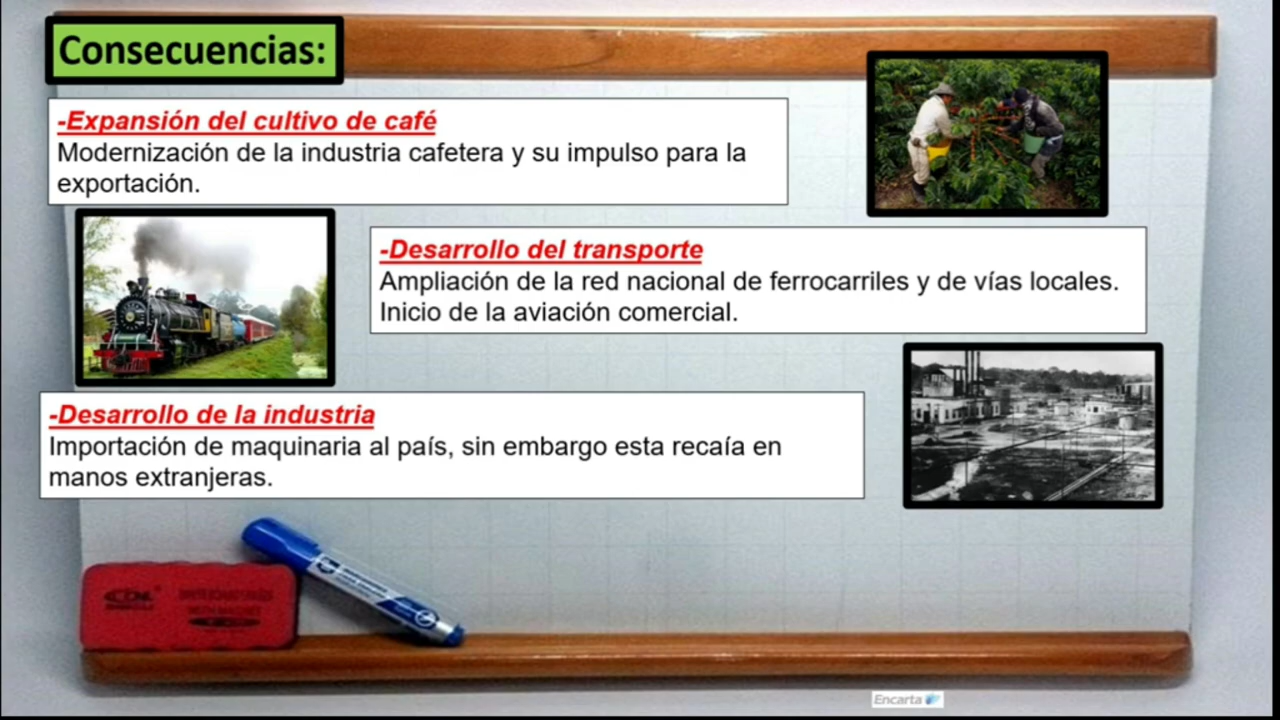 Consecuencias:
-Expansión del cultivo de café
Modernización de la industria cafetera y su impulso para la
exportación.
-Desarrollo del transporte
Ampliación de la red nacional de ferrocarriles y de vías locales.
Inicio de la aviación comercial.
-Desarrollo de la industria
Importación de maquinaria al país, sin embargo esta recaía en
manos extranjeras.
Encarta